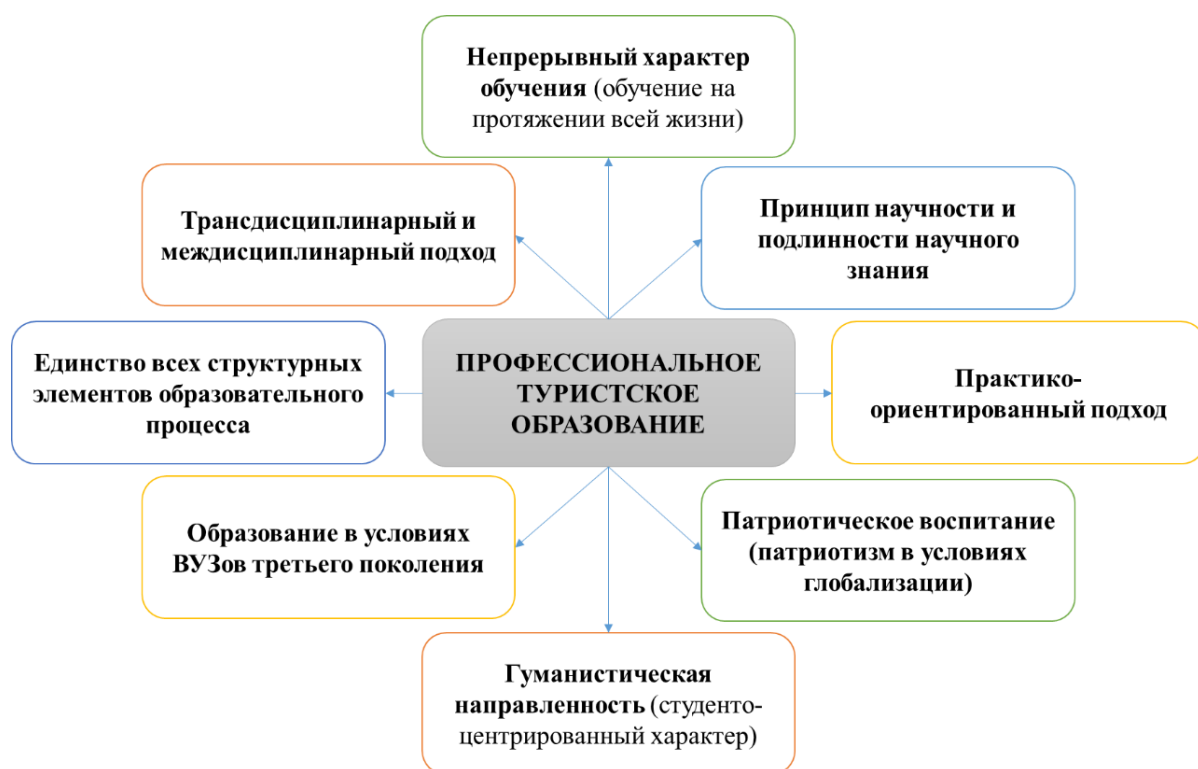 Непрерывный характер
обучения (обучение на
протяжении всей жизни)
Трансдисциплинарный и
междисциплинарный подход
Принцип научности и
подлинности научного
знания
Единство всех структурных
элементов образовательного
процесса
ПРОФЕССИОНАЛЬНОЕ
ТУРИСТСКОЕ
ОБРАЗОВАНИЕ
Практико-
ориентированный подход
Образование в условиях
ВУЗов третьего поколения
Патриотическое воспитание
(патриотизм в условиях
глобализации)
Гуманистическая
направленность (студенто-
центрированный характер)